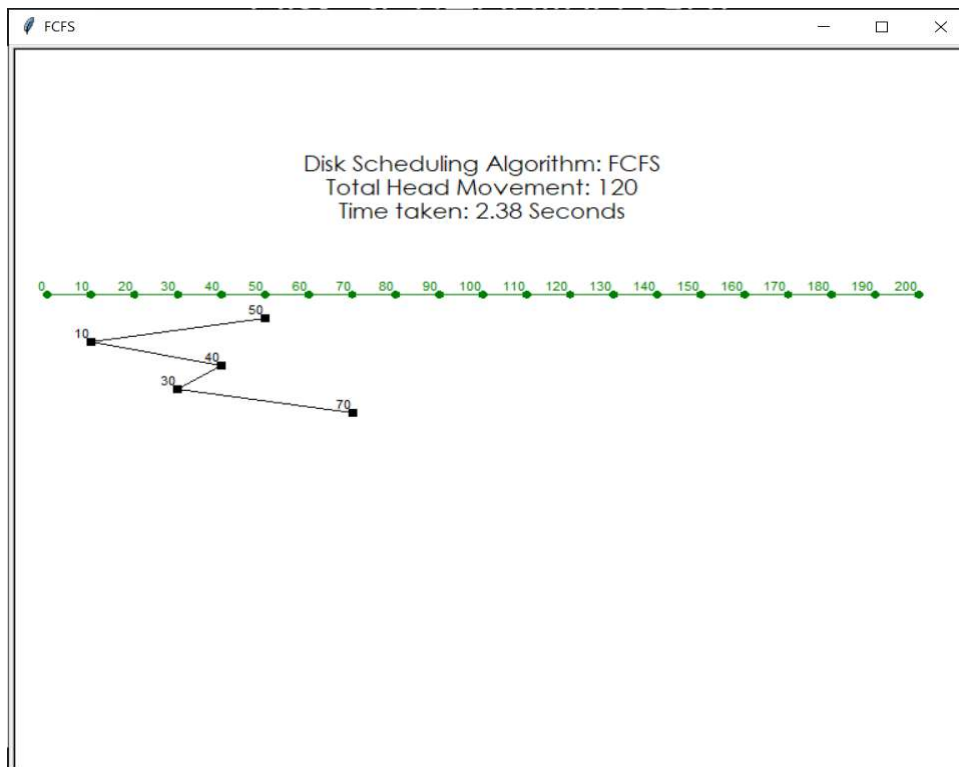 FCFS
Disk Scheduling Algorithm: FCFS
Total Head Movement: 120
Time taken: 2.38 Seconds
0 10 20 30 40 50 60 70 80 90 100 110 120 130 140 150 160 170 180 190 200
50
10
40
30
70